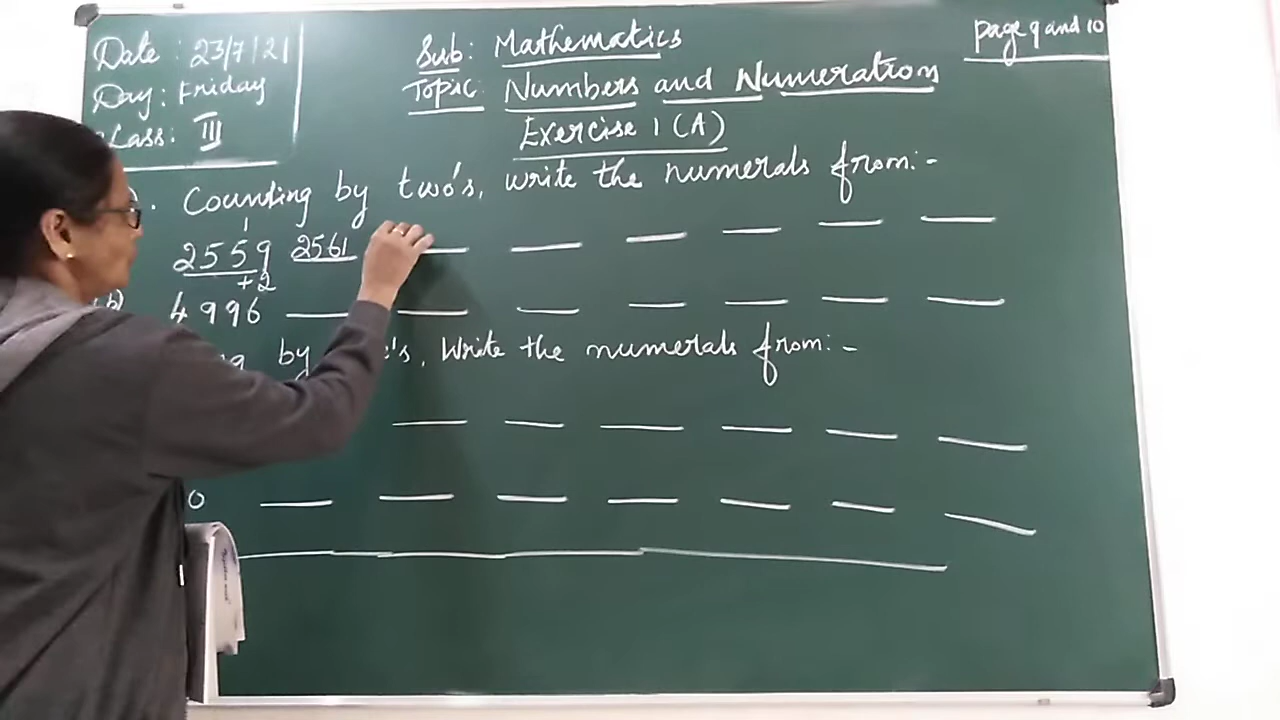 Date : 23/7/21
Day : Friday
Class : III
Sub : Mathematics
Topic : Numbers and Numeration
Exercise 1 (A)
Page 9 and 10
. Counting by two's, write the numerals from:-
1
2559 2561
+2
b)
4996
by 's, Write the numerals from:-
0